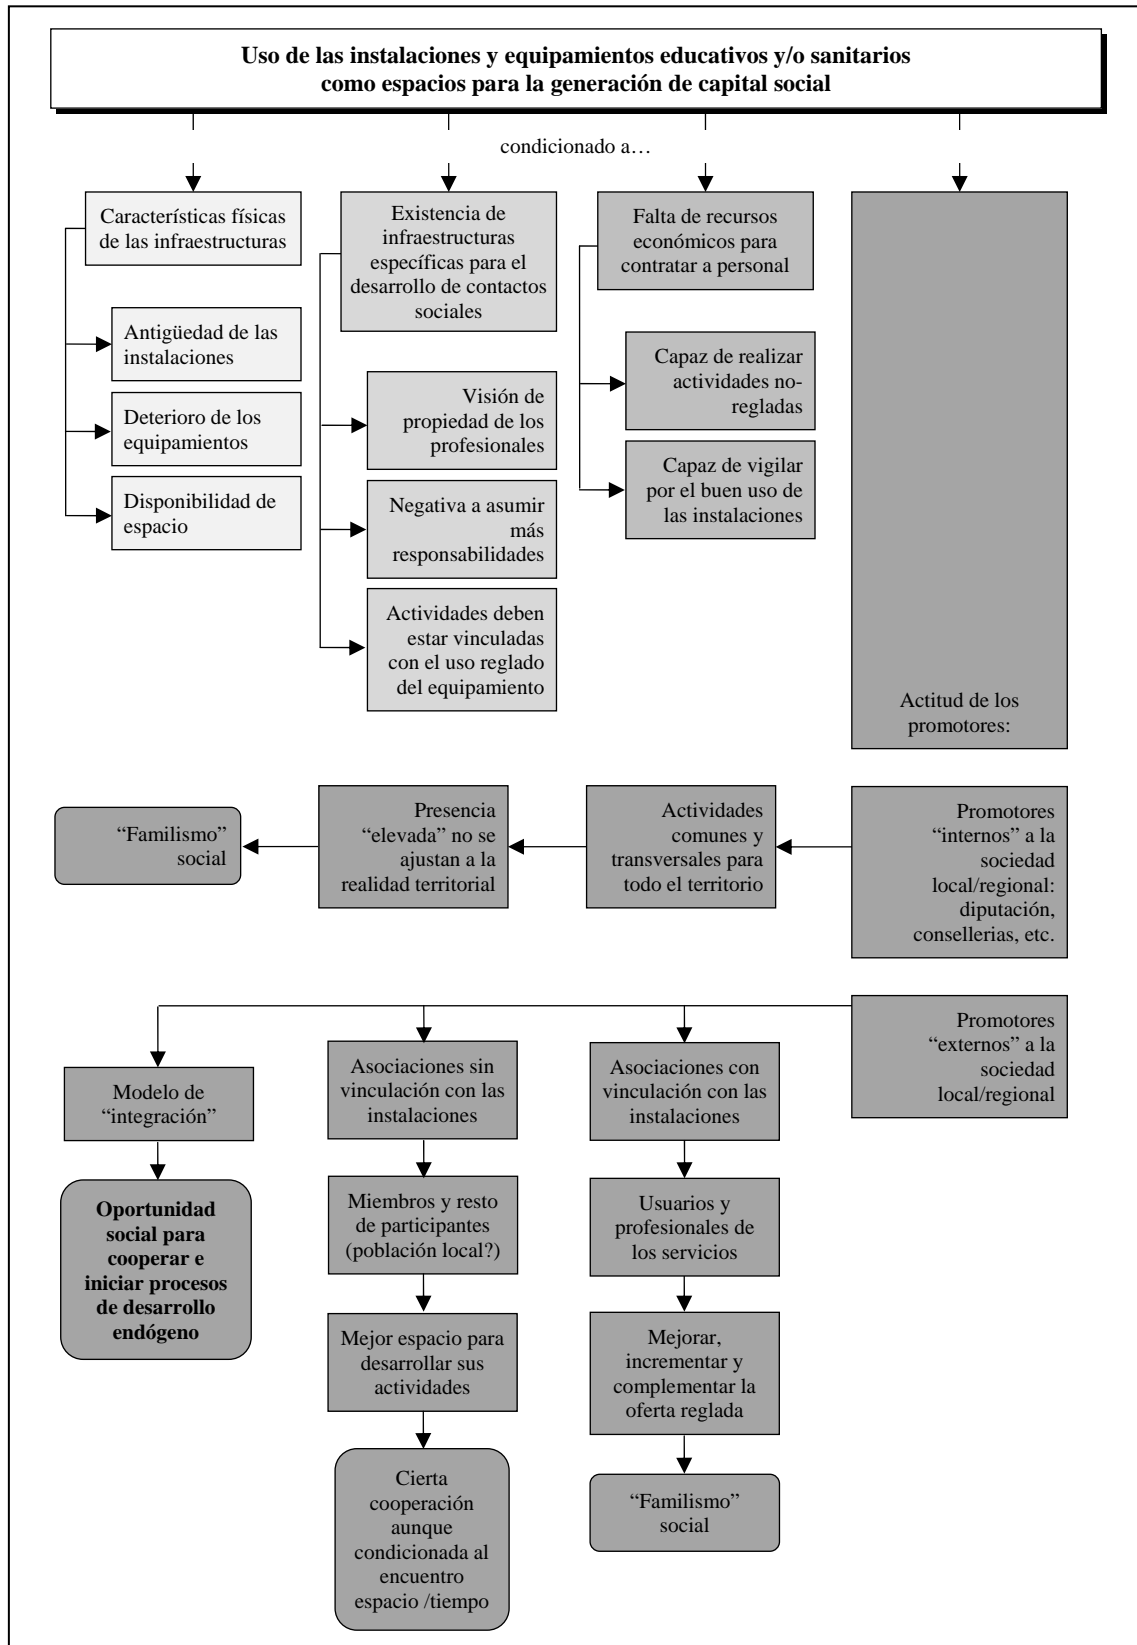 Uso de las instalaciones y equipamientos educativos y/o sanitarios
como espacios para la generación de capital social
condicionado a…
Características físicas
de las infraestructuras
Antigüedad de las
instalaciones
Deterioro de los
equipamientos
Disponibilidad de
espacio
Existencia de
infraestructuras
específicas para el
desarrollo de contactos
sociales
Visión de
propiedad de los
profesionales
Negativa a asumir
más
responsabilidades
Actividades deben
estar vinculadas
con el uso reglado
del equipamiento
Falta de recursos
económicos para
contratar a personal
Capaz de realizar
actividades no-
regladas
Capaz de vigilar
por el buen uso de
las instalaciones
Actitud de los
promotores:
Promotores
“internos” a la
sociedad
local/regional:
diputación,
consellerias, etc.
Actividades
comunes y
transversales para
todo el territorio
Presencia
“elevada” no se
ajustan a la
realidad territorial
“Familismo”
social
Promotores
“externos” a la
sociedad
local/regional
Modelo de
“integración”
Oportunidad
social para
cooperar e
iniciar procesos
de desarrollo
endógeno
Asociaciones sin
vinculación con las
instalaciones
Miembros y resto
de participantes
(población local?)
Mejor espacio para
desarrollar sus
actividades
Cierta
cooperación
aunque
condicionada al
encuentro
espacio /tiempo
Asociaciones con
vinculación con las
instalaciones
Usuarios y
profesionales de
los servicios
Mejorar,
incrementar y
complementar la
oferta reglada
“Familismo”
social